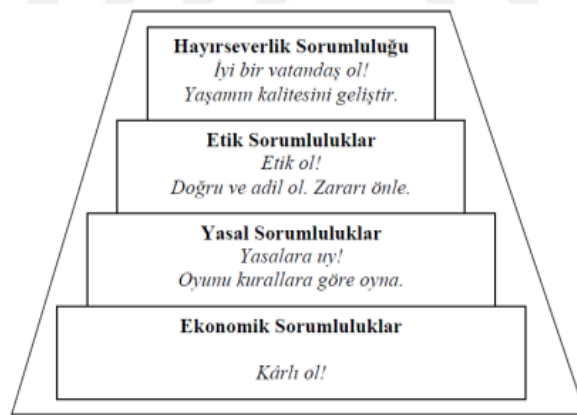 Hayırseverlik Sorumluluğu
İyi bir vatandaş ol!
Yaşamın kalitesini geliştir.
Etik Sorumluluklar
Etik ol!
Doğru ve adil ol. Zararı önle.
Yasal Sorumluluklar
Yasalara uy!
Oyunu kurallara göre oyna.
Ekonomik Sorumluluklar
Kârlı ol!